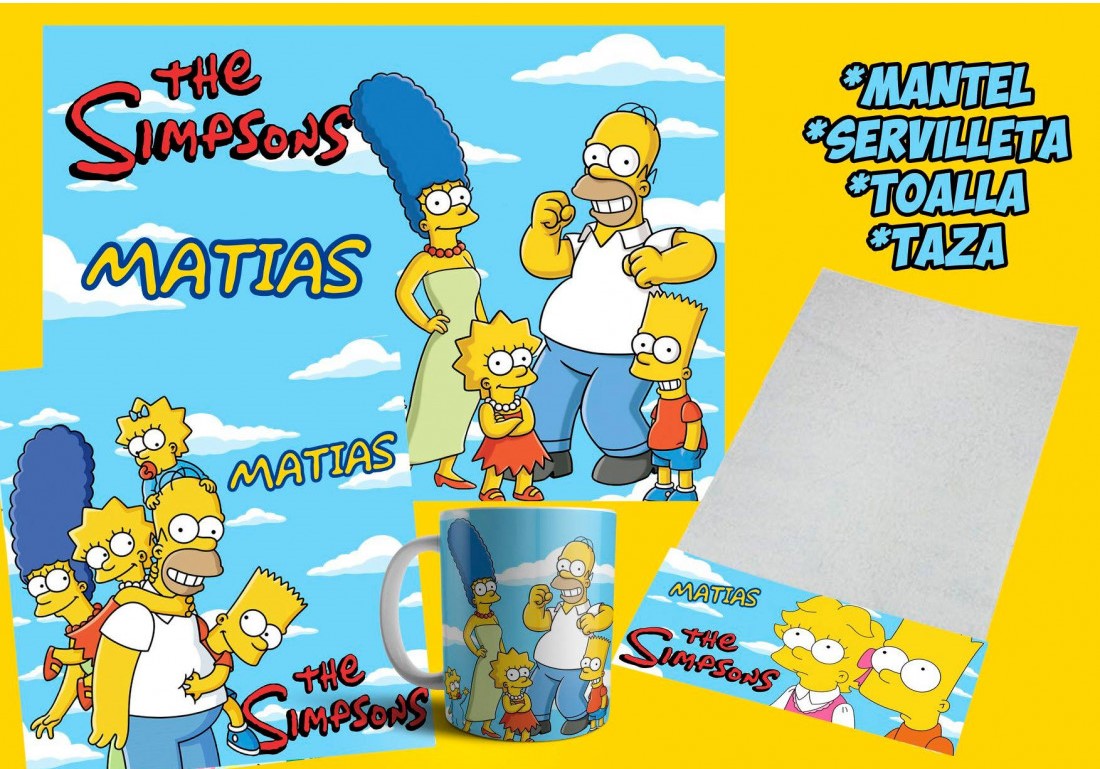 THE
SIMPSONS
MATIAS
*MANTEL
*SERVILLETA
*TOALLA
*TAZA
MATIAS
THE
SIMPSONS
MATIAS
THE
SIMPSONS